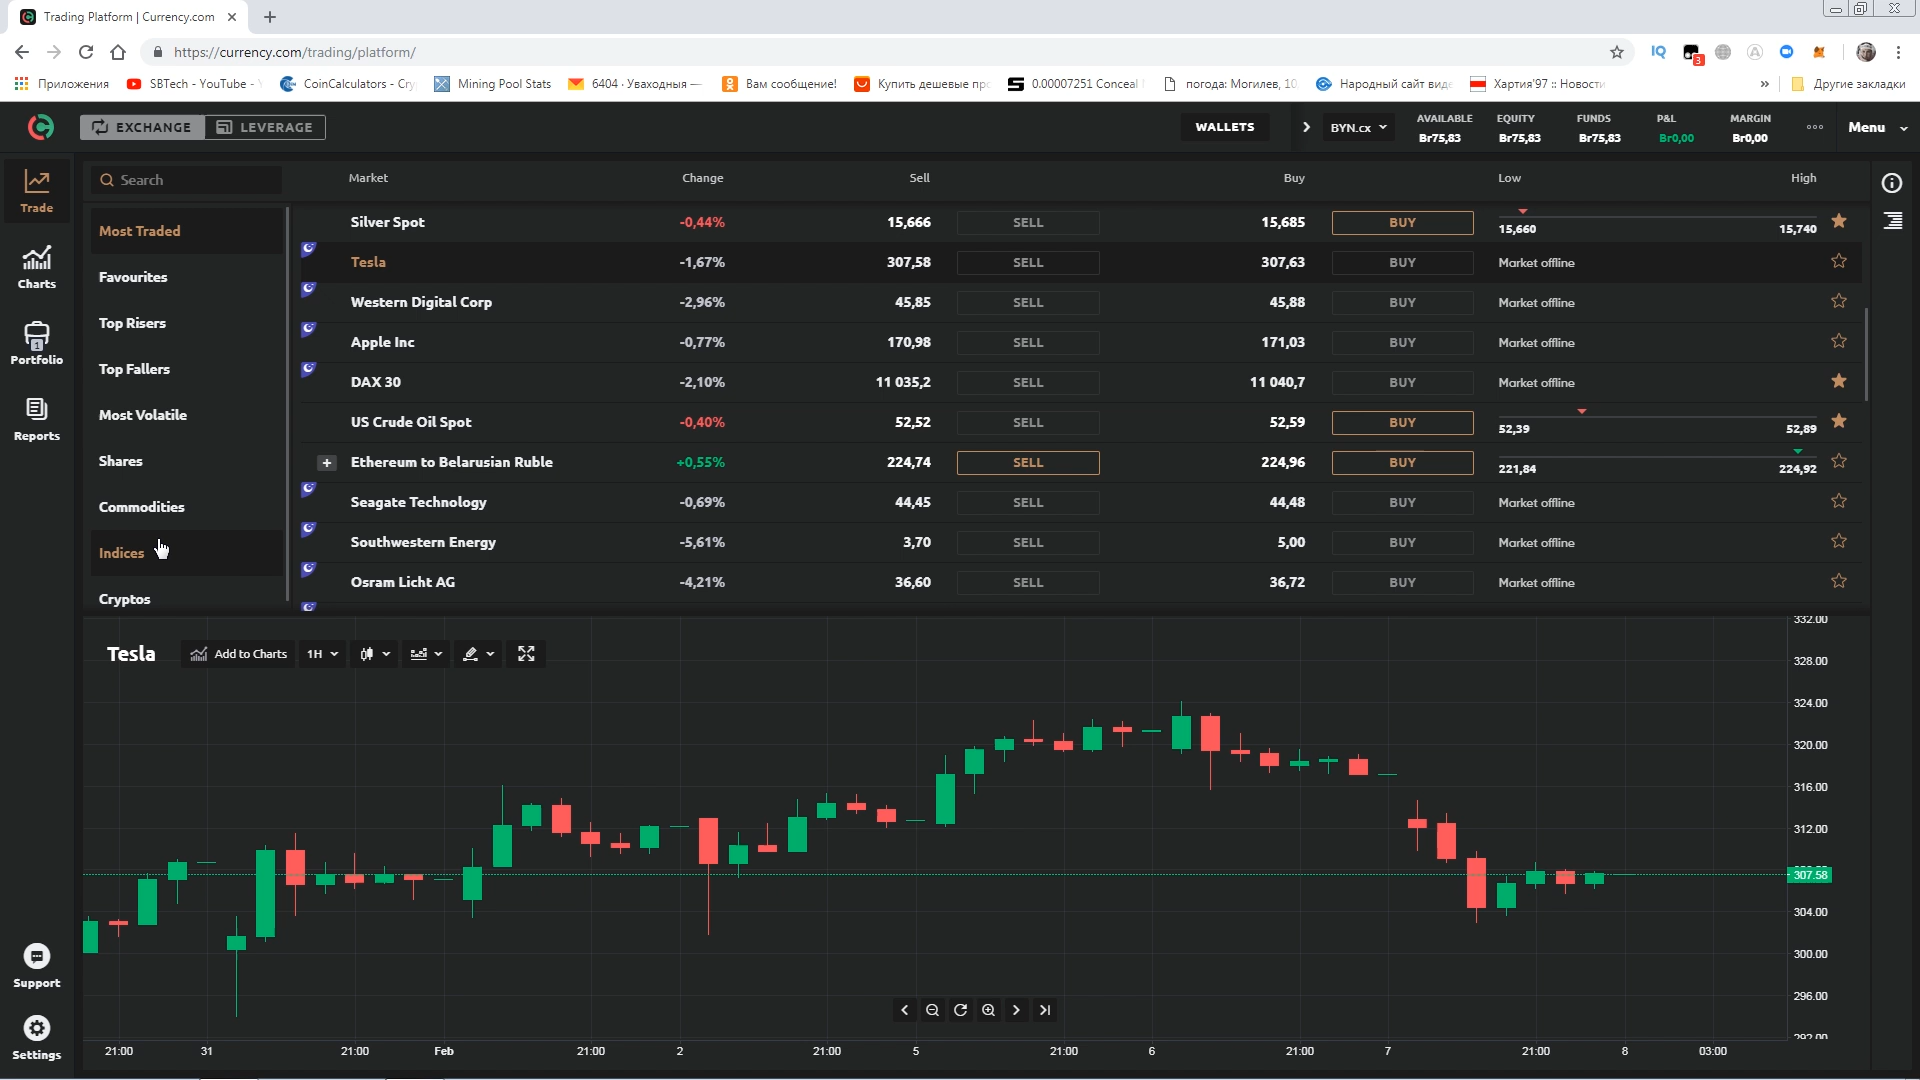 Trading Platform | Currency.com
https://currency.com/trading/platform/
3
Приложения
SBTech - YouTube -
CoinCalculators - Cry
Mining Pool Stats
6404 · Уваходныя —
Вам сообщение!
Купить дешевые про
0.00007251 Conceal
погода: Могилев, 10
Народный сайт виде
Хартия'97 :: Новости
»
Другие закладки
EXCHANGE
LEVERAGE
WALLETS
BYN.cx
AVAILABLE
Br75,83
EQUITY
Br75,83
FUNDS
Br75,83
P&L
Br0,00
MARGIN
Br0,00
Menu
Trade
Charts
1
Portfolio
Reports
Support
Settings
Search
Most Traded
Favourites
Top Risers
Top Fallers
Most Volatile
Shares
Commodities
Indices
Cryptos
Market Change Sell Buy Low High
Silver Spot -0,44% 15,666 SELL 15,685 BUY 15,660 15,740
Tesla -1,67% 307,58 SELL 307,63 BUY Market offline
Western Digital Corp -2,96% 45,85 SELL 45,88 BUY Market offline
Apple Inc -0,77% 170,98 SELL 171,03 BUY Market offline
DAX 30 -2,10% 11 035,2 SELL 11 040,7 BUY Market offline
US Crude Oil Spot -0,40% 52,52 SELL 52,59 BUY 52,39 52,89
+ Ethereum to Belarusian Ruble +0,55% 224,74 SELL 224,96 BUY 221,84 224,92
Seagate Technology -0,69% 44,45 SELL 44,48 BUY Market offline
Southwestern Energy -5,61% 3,70 SELL 5,00 BUY Market offline
Osram Licht AG -4,21% 36,60 SELL 36,72 BUY Market offline
Tesla Add to Charts 1H
332.00
328.00
324.00
320.00
316.00
312.00
307.58
304.00
300.00
296.00
292.00
21:00 31 21:00 Feb 21:00 2 21:00 5 21:00 6 21:00 7 21:00 8 03:00